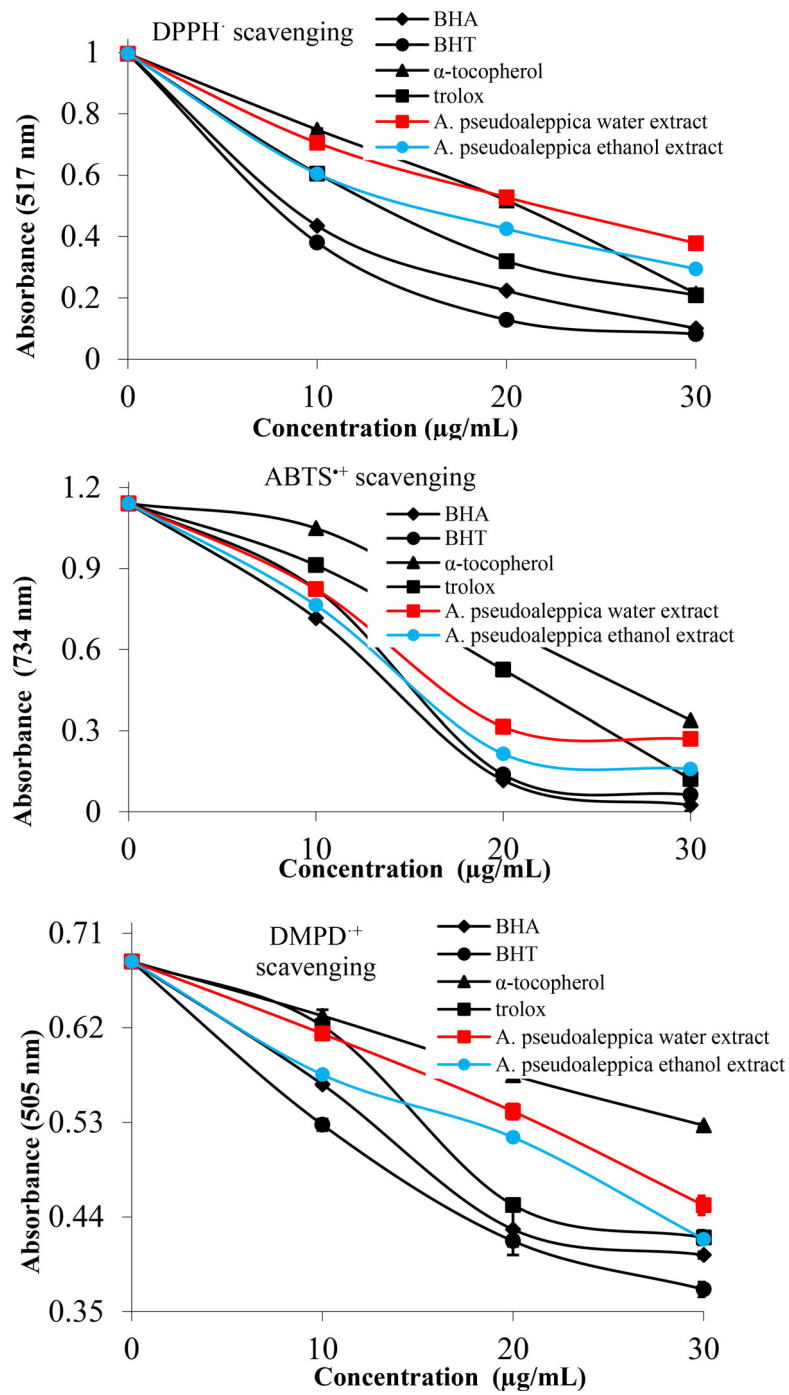 DPPH· scavenging
BHA
BHT
α-tocopherol
trolox
A. pseudoaleppica water extract
A. pseudoaleppica ethanol extract
Absorbance (517 nm)
1
0.8
0.6
0.4
0.2
0
0 10 20 30
Concentration (µg/mL)
ABTS•+ scavenging
BHA
BHT
α-tocopherol
trolox
A. pseudoaleppica water extract
A. pseudoaleppica ethanol extract
Absorbance (734 nm)
1.2
0.9
0.6
0.3
0
0 10 20 30
Concentration (µg/mL)
DMPD·+
scavenging
BHA
BHT
α-tocopherol
trolox
A. pseudoaleppica water extract
A. pseudoaleppica ethanol extract
Absorbance (505 nm)
0.71
0.62
0.53
0.44
0.35
0 10 20 30
Concentration (µg/mL)